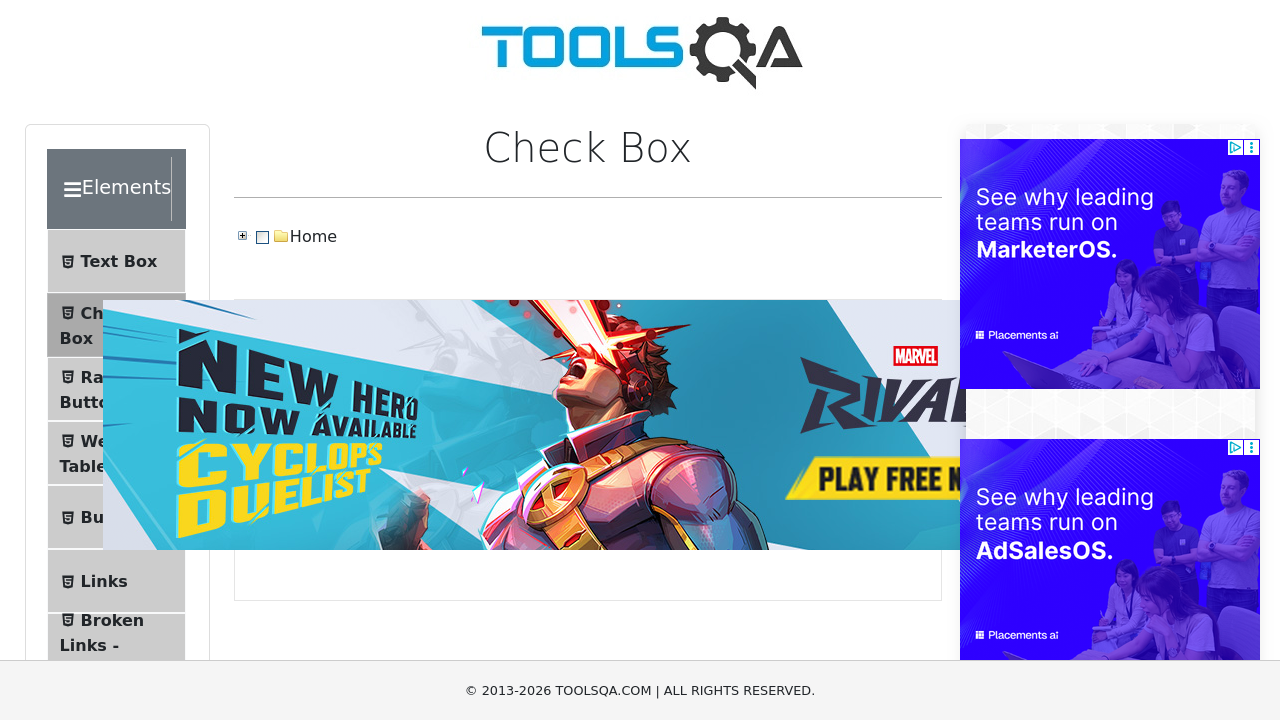 TOOLSQA
Check Box
Elements
Text Box
Ch
Box
Ra
Butto
We
Table
Bu
Links
Broken
Links -
Home
NEW HERO
NOW AVAILABLE
CYCLOPS
DUELIST
MARVEL
RIVAL
PLAY FREE N
See why leading
teams run on
MarketerOS.
Placements ai
See why leading
teams run on
AdSalesOS.
Placements ai
© 2013-2026 TOOLSQA.COM | ALL RIGHTS RESERVED.